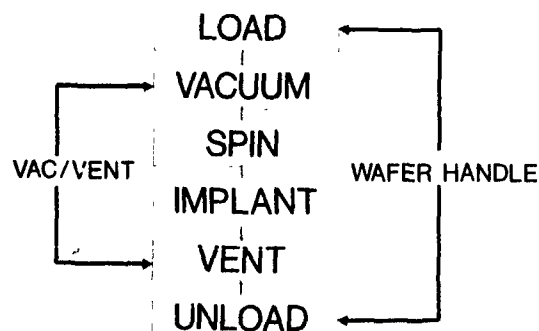 LOAD
VACUUM
SPIN
VAC/VENT
WAFER HANDLE
IMPLANT
VENT
UNLOAD